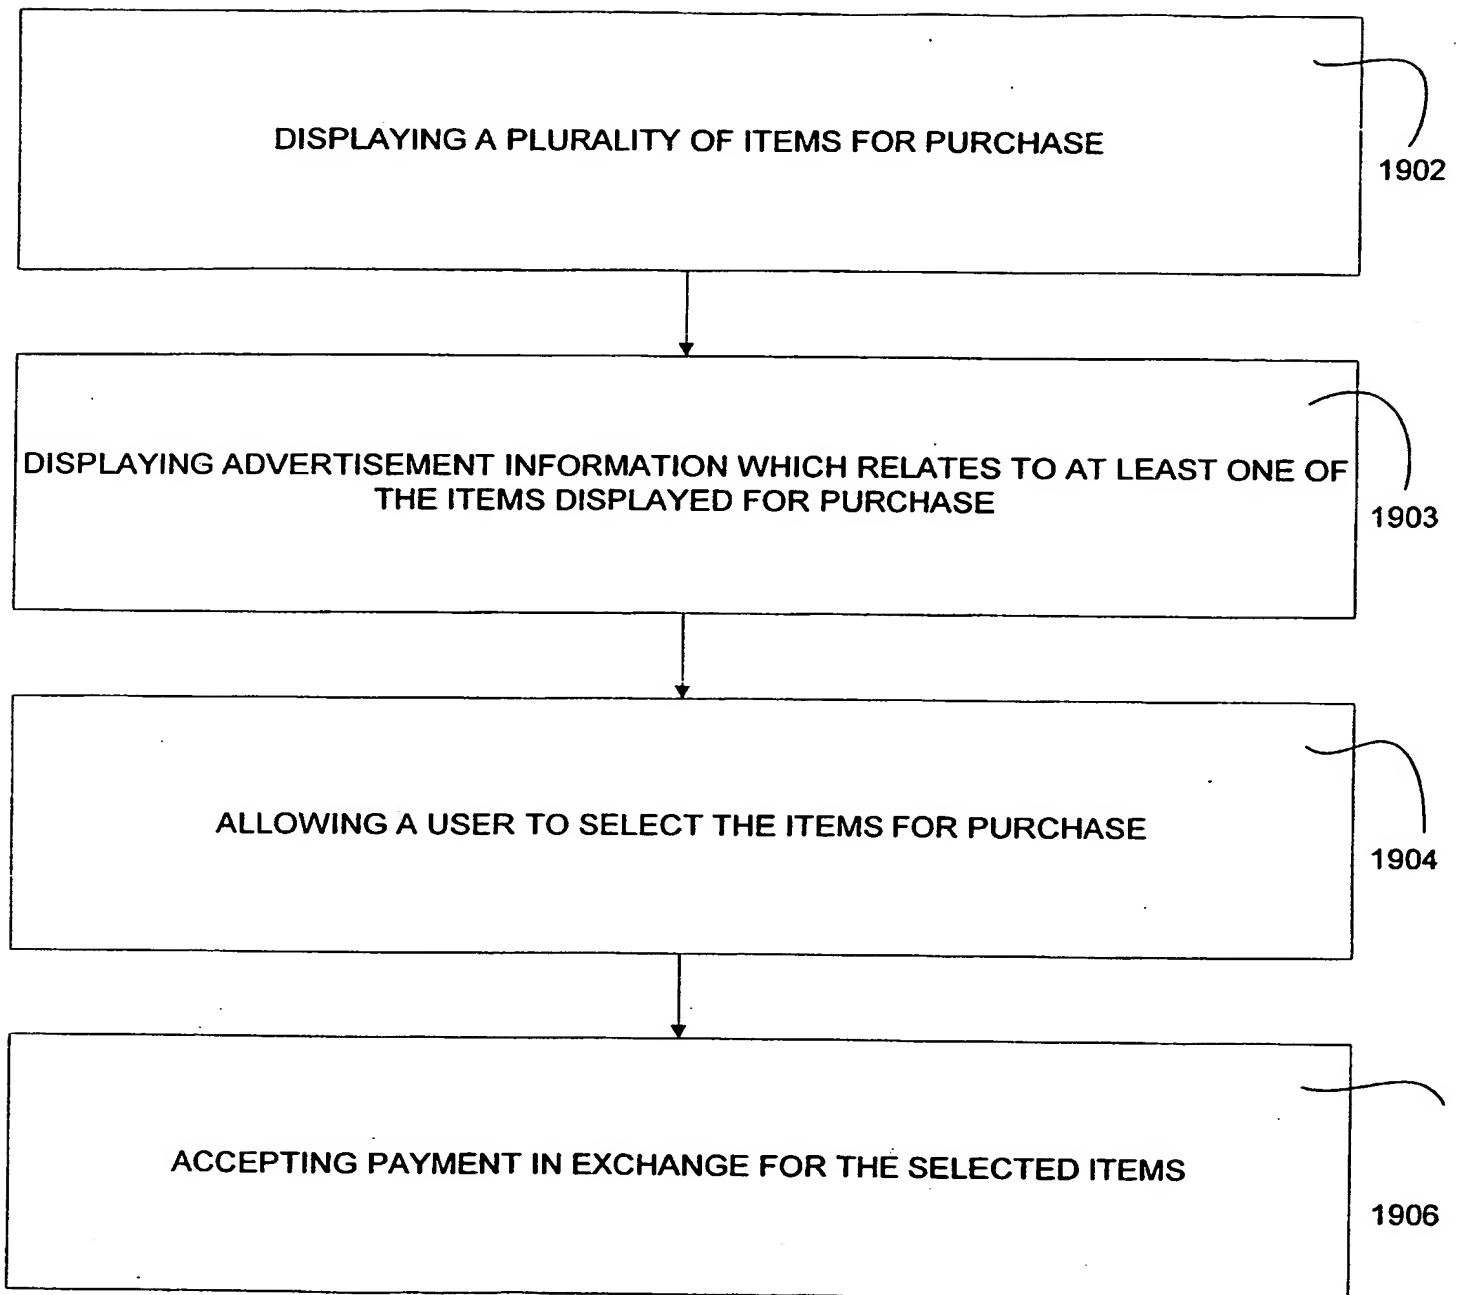 DISPLAYING A PLURALITY OF ITEMS FOR PURCHASE
1902
DISPLAYING ADVERTISEMENT INFORMATION WHICH RELATES TO AT LEAST ONE OF
THE ITEMS DISPLAYED FOR PURCHASE
1903
ALLOWING A USER TO SELECT THE ITEMS FOR PURCHASE
1904
ACCEPTING PAYMENT IN EXCHANGE FOR THE SELECTED ITEMS
1906